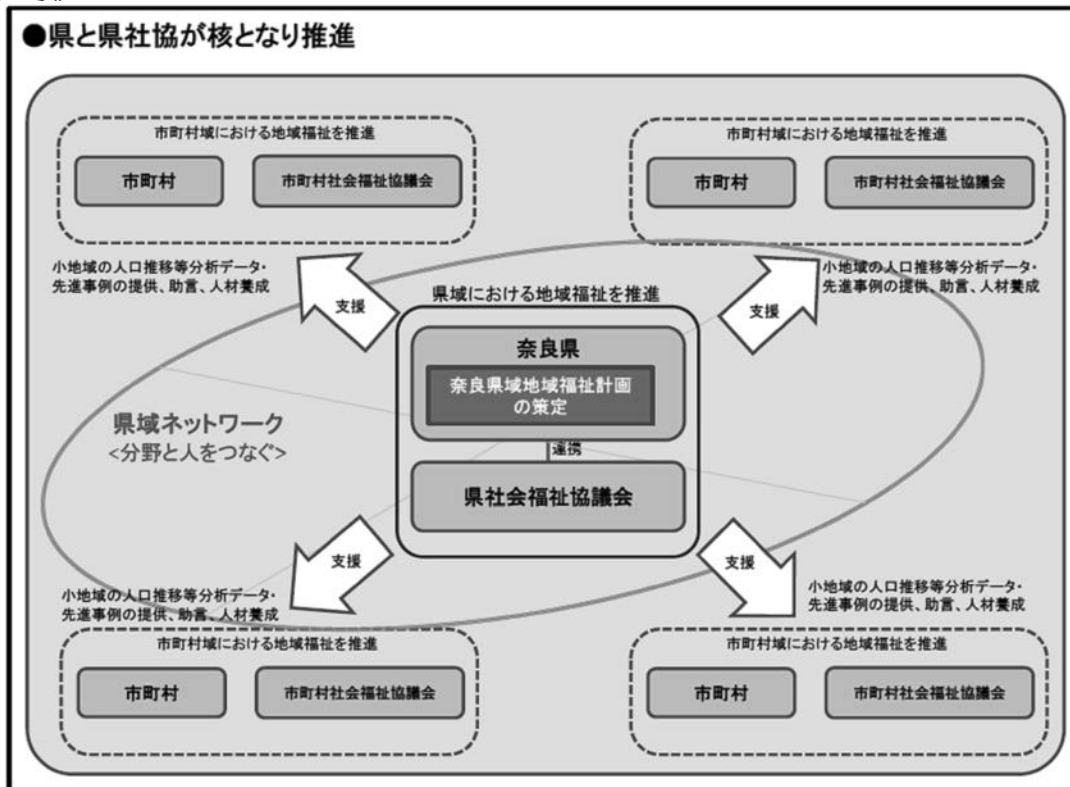 ●県と県社協が核となり推進
市町村域における地域福祉を推進
市町村
市町村社会福祉協議会
市町村域における地域福祉を推進
市町村
市町村社会福祉協議会
小地域の人口推移等分析データ・
先進事例の提供、助言、人材養成
支援
県域における地域福祉を推進
支援
小地域の人口推移等分析データ・
先進事例の提供、助言、人材養成
奈良県
奈良県域地域福祉計画
の策定
連携
県社会福祉協議会
県域ネットワーク
<分野と人をつなぐ>
支援
支援
小地域の人口推移等分析データ・
先進事例の提供、助言、人材養成
小地域の人口推移等分析データ・
先進事例の提供、助言、人材養成
市町村域における地域福祉を推進
市町村
市町村社会福祉協議会
市町村域における地域福祉を推進
市町村
市町村社会福祉協議会